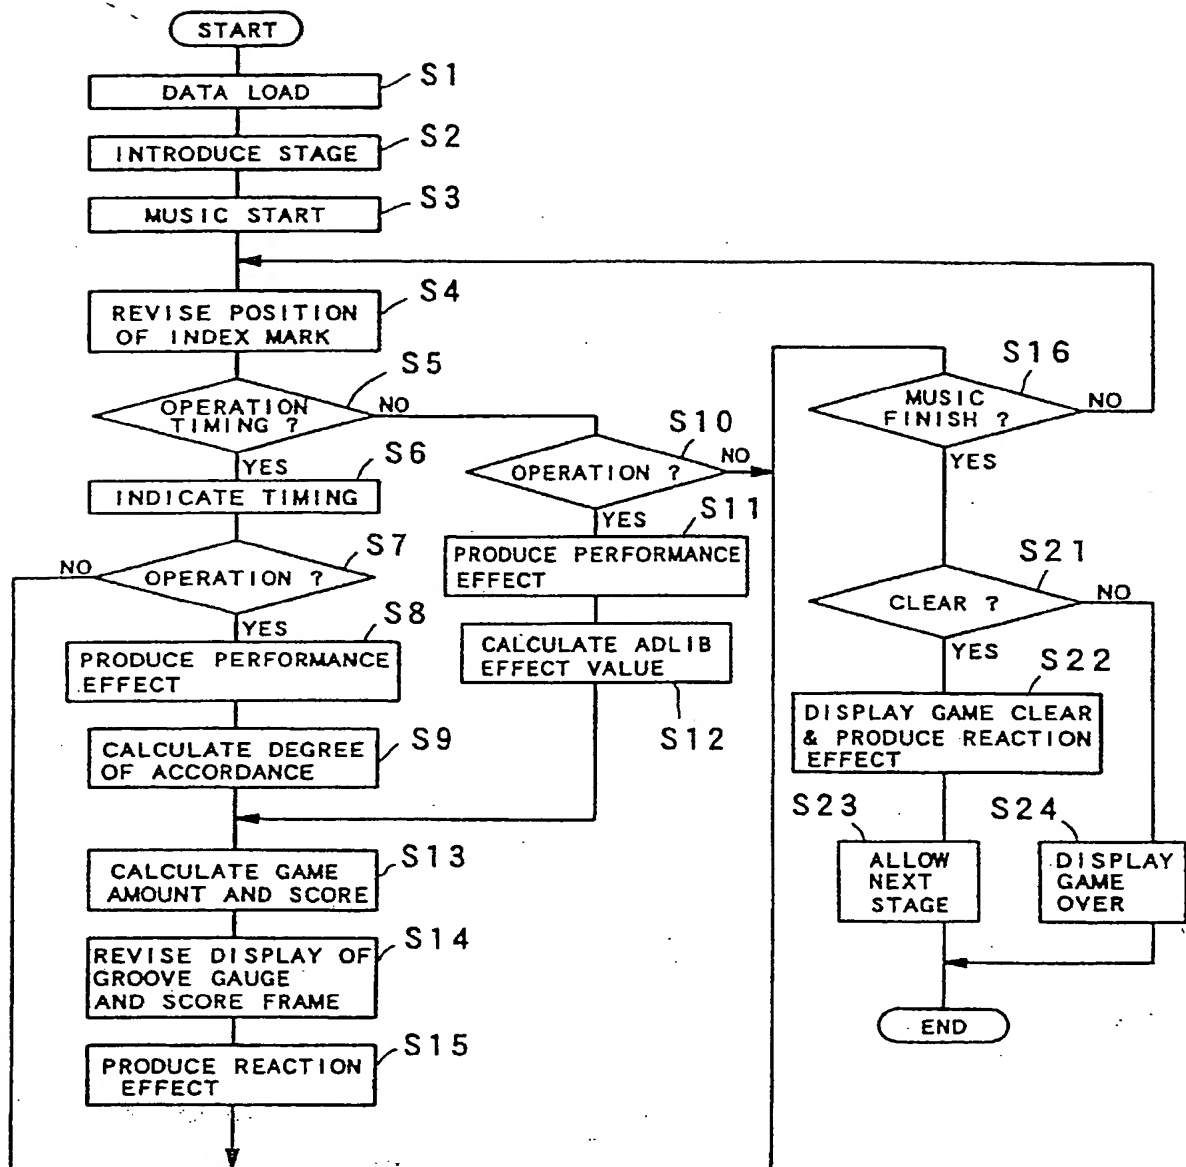 START
S1
DATA LOAD
S2
INTRODUCE STAGE
S3
MUSIC START
S4
REVISE POSITION
OF INDEX MARK
S5
OPERATION
TIMING ?
NO
YES
S6
INDICATE TIMING
S7
NO
OPERATION ?
YES
S8
PRODUCE PERFORMANCE
EFFECT
S9
CALCULATE DEGREE
OF ACCORDANCE
S10
OPERATION ?
NO
YES
S11
PRODUCE PERFORMANCE
EFFECT
CALCULATE ADLIB
EFFECT VALUE
S12
S13
CALCULATE GAME
AMOUNT AND SCORE
S14
REVISE DISPLAY OF
GROOVE GAUGE
AND SCORE FRAME
S15
PRODUCE REACTION
EFFECT
S16
MUSIC
FINISH ?
NO
YES
S21
CLEAR ?
NO
YES
S22
DISPLAY GAME CLEAR
& PRODUCE REACTION
EFFECT
S23
ALLOW
NEXT
STAGE
S24
DISPLAY
GAME
OVER
END